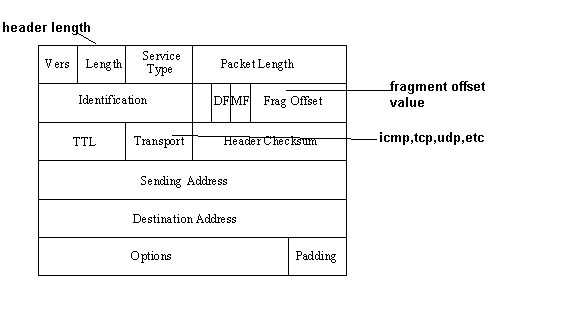 header length
Vers Length Service Type Packet Length
Identification DF MF Frag Offset
fragment offset
value
TTL Transport Header Checksum
icmp,tcp,udp,etc
Sending Address
Destination Address
Options Padding